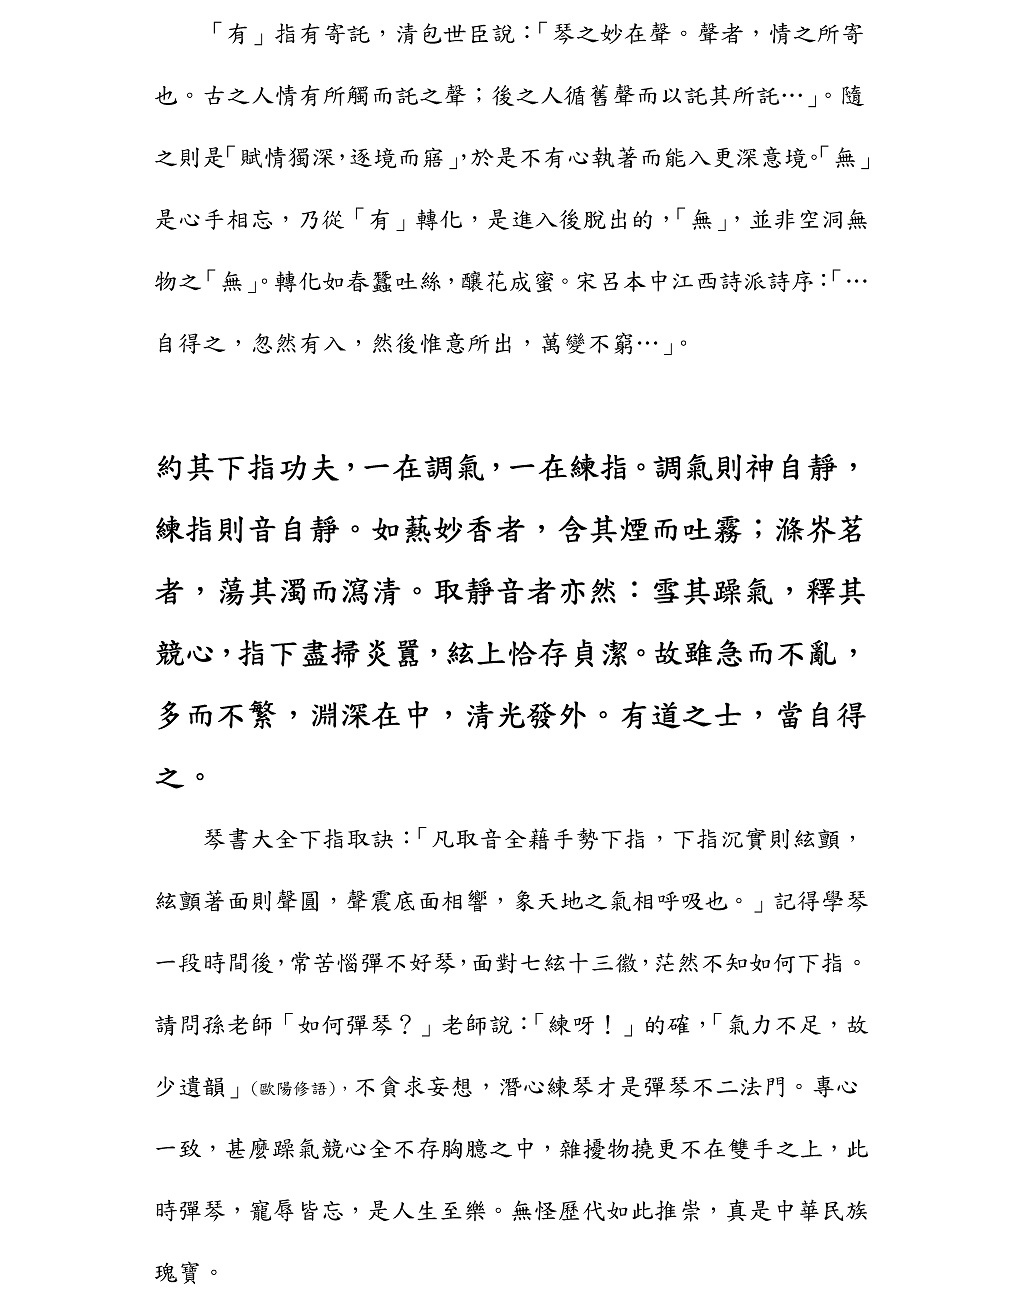 「有」指有寄託，清包世臣說：「琴之妙在聲。聲者，情之所寄
也。古之人情有所觸而託之聲；後之人循舊聲而以託其所託…」。隨
之則是「賦情獨深，逐境而寤」，於是不有心執著而能入更深意境。「無」
是心手相忘，乃從「有」轉化，是進入後脫出的，「無」，並非空洞無
物之「無」。轉化如春蠶吐絲，釀花成蜜。宋呂本中江西詩派詩序：「…
自得之，忽然有入，然後惟意所出，萬變不窮…」。
約其下指功夫，一在調氣，一在練指。調氣則神自靜，
練指則音自靜。如爇妙香者，含其煙而吐霧；滌岕茗
者，蕩其濁而瀉清。取靜音者亦然：雪其躁氣，釋其
競心，指下盡掃炎囂，絃上恰存貞潔。故雖急而不亂，
多而不繁，淵深在中，清光發外。有道之士，當自得
之。
琴書大全下指取訣：「凡取音全藉手勢下指，下指沉實則絃顫，
絃顫著面則聲圓，聲震底面相響，象天地之氣相呼吸也。」記得學琴
一段時間後，常苦惱彈不好琴，面對七絃十三徽，茫然不知如何下指。
請問孫老師「如何彈琴？」老師說：「練呀！」的確，「氣力不足，故
少遺韻」（歐陽修語），不貪求妄想，潛心練琴才是彈琴不二法門。專心
一致，甚麼躁氣競心全不存胸臆之中，雜擾物撓更不在雙手之上，此
時彈琴，寵辱皆忘，是人生至樂。無怪歷代如此推崇，真是中華民族
瑰寶。